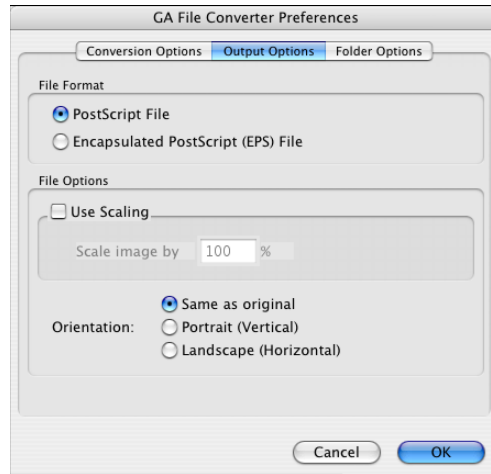 GA File Converter Preferences
Conversion Options Output Options Folder Options
File Format
PostScript File
Encapsulated PostScript (EPS) File
File Options
Use Scaling
Scale image by 100 %
Same as original
Orientation: Portrait (Vertical)
Landscape (Horizontal)
Cancel OK